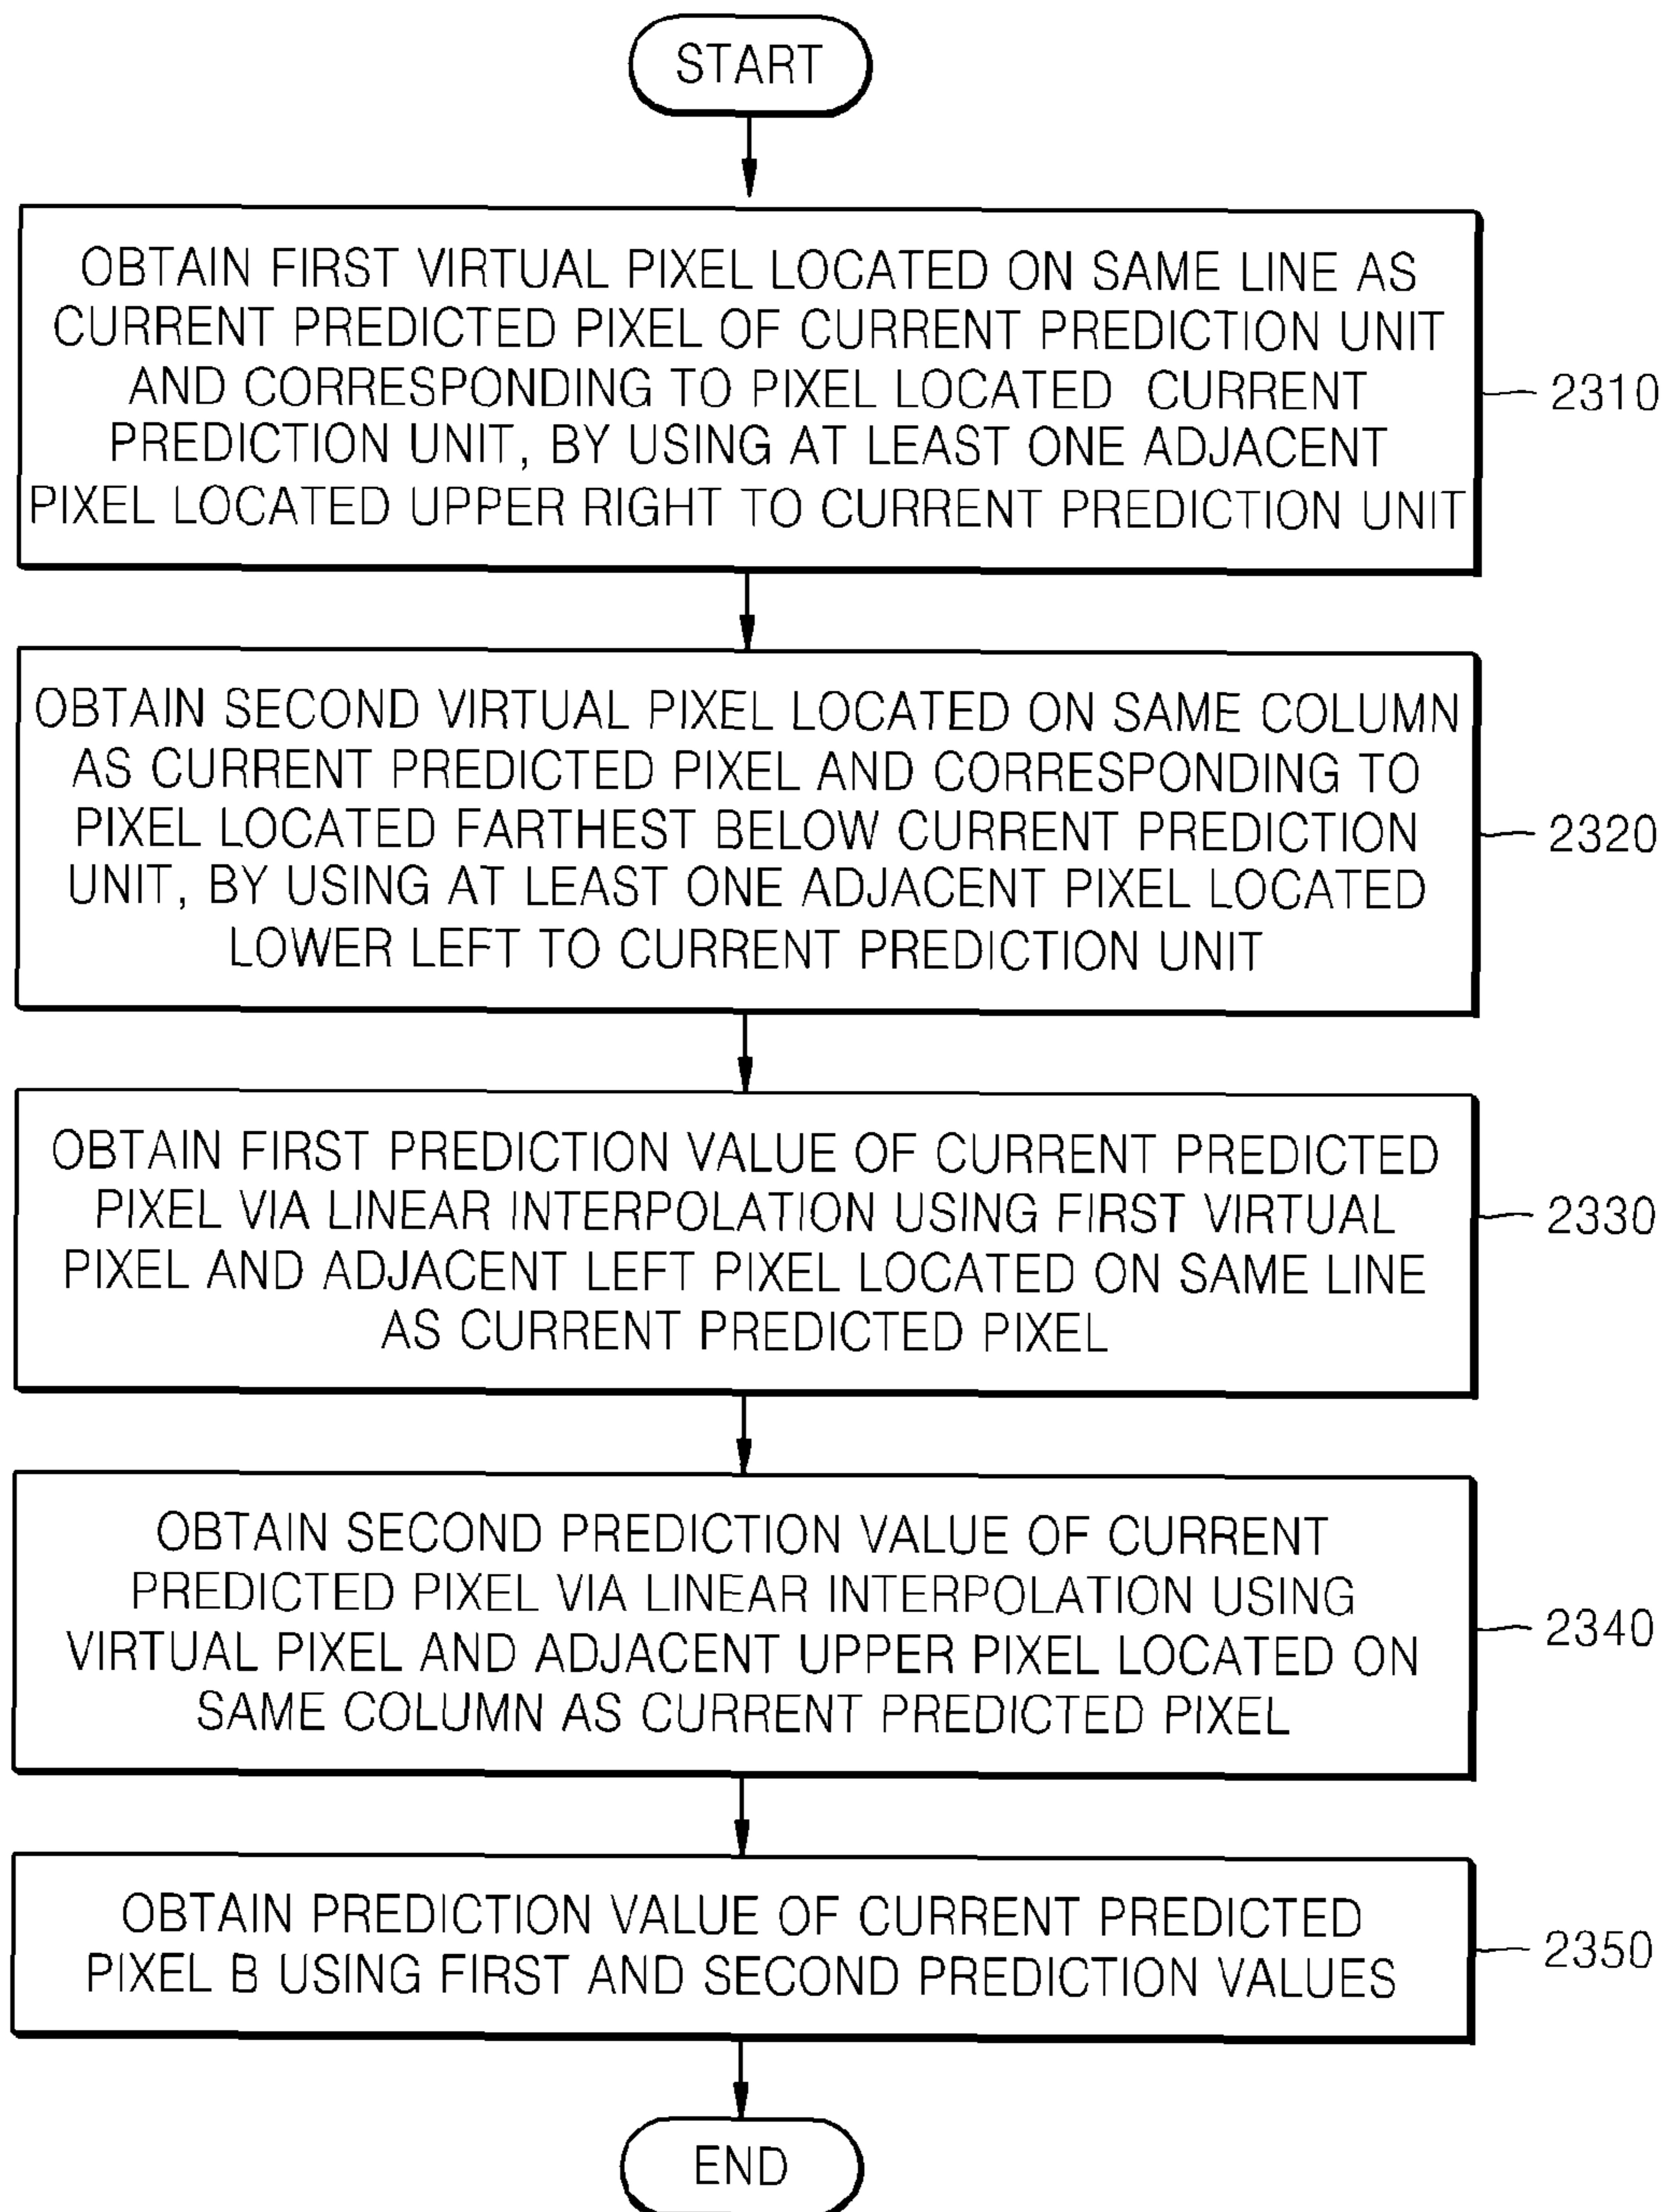 START
OBTAIN FIRST VIRTUAL PIXEL LOCATED ON SAME LINE AS
CURRENT PREDICTED PIXEL OF CURRENT PREDICTION UNIT
AND CORRESPONDING TO PIXEL LOCATED CURRENT
PREDICTION UNIT, BY USING AT LEAST ONE ADJACENT
PIXEL LOCATED UPPER RIGHT TO CURRENT PREDICTION UNIT
2310
OBTAIN SECOND VIRTUAL PIXEL LOCATED ON SAME COLUMN
AS CURRENT PREDICTED PIXEL AND CORRESPONDING TO
PIXEL LOCATED FARTHEST BELOW CURRENT PREDICTION
UNIT, BY USING AT LEAST ONE ADJACENT PIXEL LOCATED
LOWER LEFT TO CURRENT PREDICTION UNIT
2320
OBTAIN FIRST PREDICTION VALUE OF CURRENT PREDICTED
PIXEL VIA LINEAR INTERPOLATION USING FIRST VIRTUAL
PIXEL AND ADJACENT LEFT PIXEL LOCATED ON SAME LINE
AS CURRENT PREDICTED PIXEL
2330
OBTAIN SECOND PREDICTION VALUE OF CURRENT
PREDICTED PIXEL VIA LINEAR INTERPOLATION USING
VIRTUAL PIXEL AND ADJACENT UPPER PIXEL LOCATED ON
SAME COLUMN AS CURRENT PREDICTED PIXEL
2340
OBTAIN PREDICTION VALUE OF CURRENT PREDICTED
PIXEL B USING FIRST AND SECOND PREDICTION VALUES
2350
END